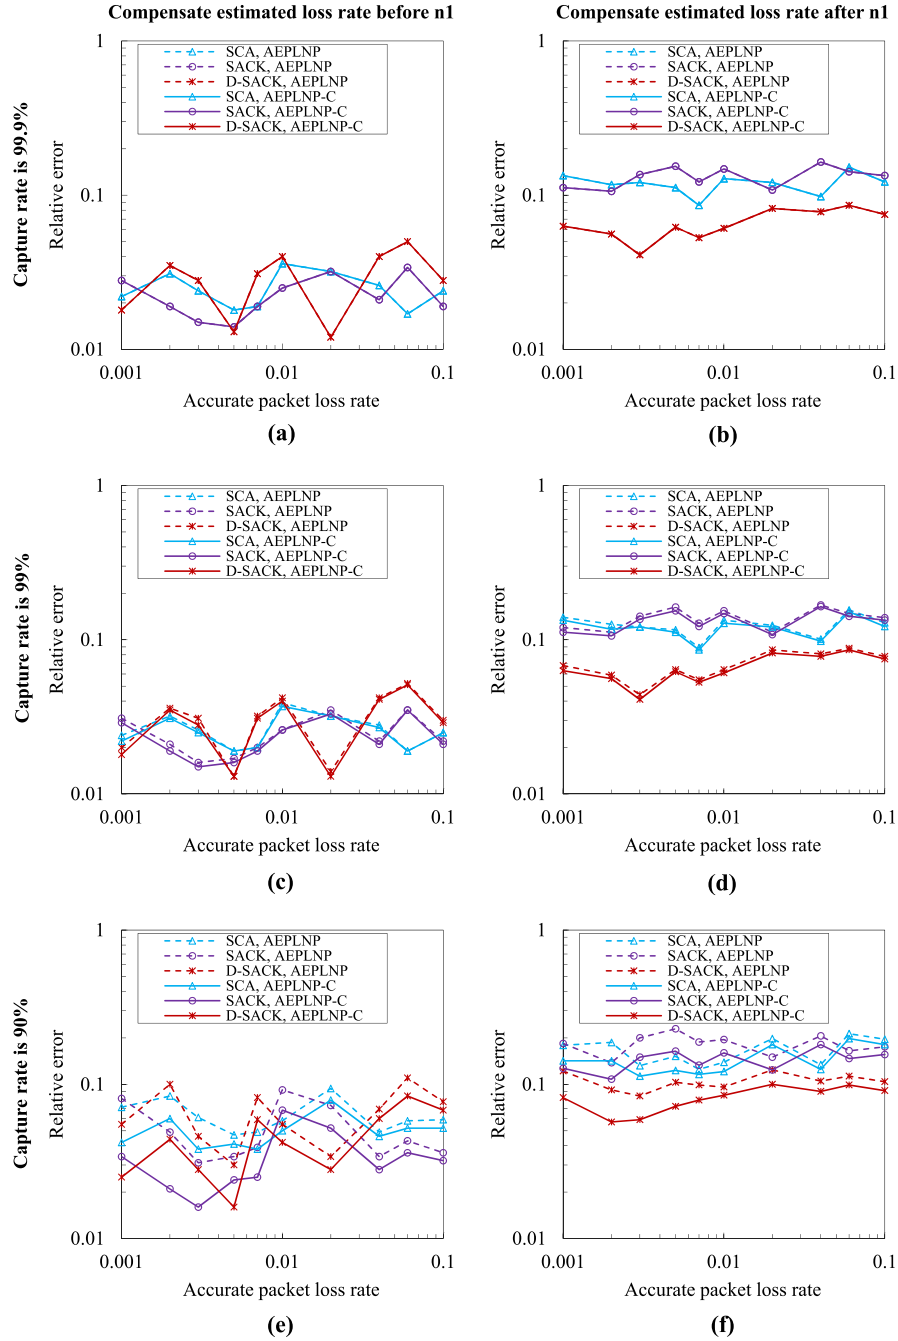 Compensate estimated loss rate before n1
Compensate estimated loss rate after n1
Capture rate is 99.9%
Relative error
1
0.1
0.01
SCA, AEPLNP
SACK, AEPLNP
D-SACK, AEPLNP
SCA, AEPLNP-C
SACK, AEPLNP-C
D-SACK, AEPLNP-C
0.001
0.01
0.1
Accurate packet loss rate
(a)
Relative error
1
0.1
0.01
SCA, AEPLNP
SACK, AEPLNP
D-SACK, AEPLNP
SCA, AEPLNP-C
SACK, AEPLNP-C
D-SACK, AEPLNP-C
0.001
0.01
0.1
Accurate packet loss rate
(b)
Capture rate is 99%
Relative error
1
0.1
0.01
SCA, AEPLNP
SACK, AEPLNP
D-SACK, AEPLNP
SCA, AEPLNP-C
SACK, AEPLNP-C
D-SACK, AEPLNP-C
0.001
0.01
0.1
Accurate packet loss rate
(c)
Relative error
1
0.1
0.01
SCA, AEPLNP
SACK, AEPLNP
D-SACK, AEPLNP
SCA, AEPLNP-C
SACK, AEPLNP-C
D-SACK, AEPLNP-C
0.001
0.01
0.1
Accurate packet loss rate
(d)
Capture rate is 90%
Relative error
1
0.1
0.01
SCA, AEPLNP
SACK, AEPLNP
D-SACK, AEPLNP
SCA, AEPLNP-C
SACK, AEPLNP-C
D-SACK, AEPLNP-C
0.001
0.01
0.1
Accurate packet loss rate
(e)
Relative error
1
0.1
0.01
SCA, AEPLNP
SACK, AEPLNP
D-SACK, AEPLNP
SCA, AEPLNP-C
SACK, AEPLNP-C
D-SACK, AEPLNP-C
0.001
0.01
0.1
Accurate packet loss rate
(f)